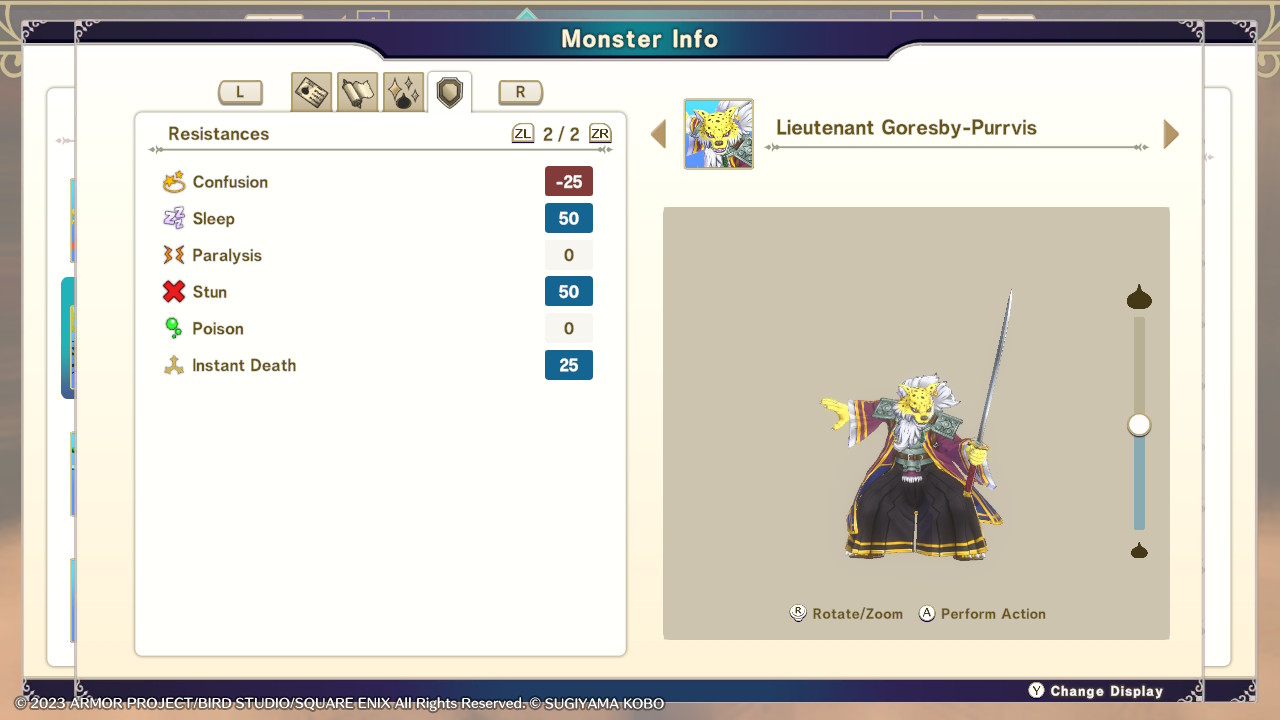 Monster Info
L
R
Resistances
ZL 2 / 2 ZR
Confusion -25
Sleep 50
Paralysis 0
Stun 50
Poison 0
Instant Death 25
Lieutenant Goresby-Purrvis
R Rotate/Zoom A Perform Action
Y Change Display
© 2023 ARMOR PROJECT/BIRD STUDIO/SQUARE ENIX All Rights Reserved. © SUGIYAMA KOBO